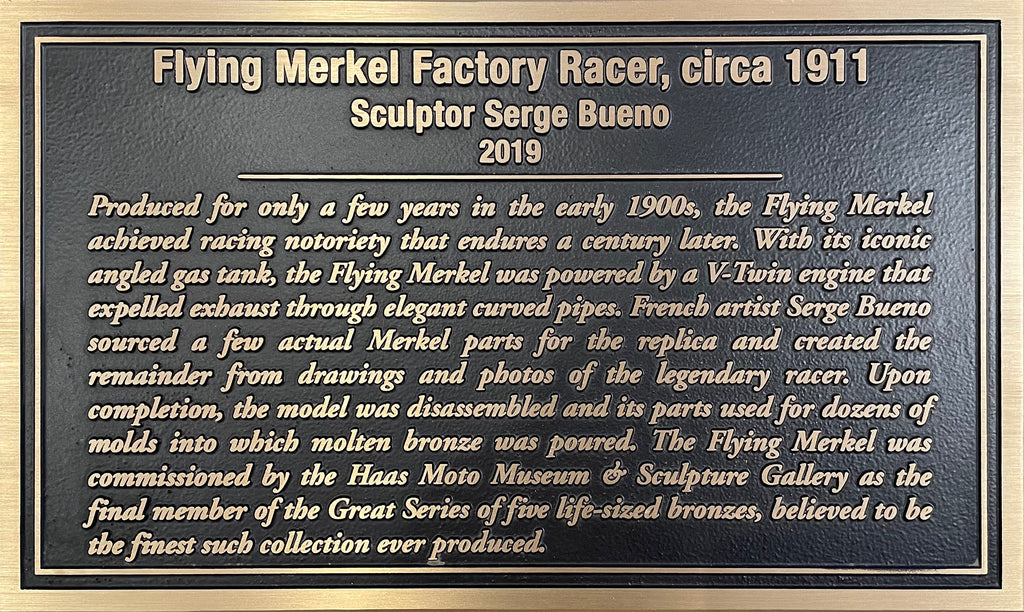 Flying Merkel Factory Racer, circa 1911
Sculptor Serge Bueno
2019
Produced for only a few years in the early 1900s, the Flying Merkel
achieved racing notoriety that endures a century later. With its iconic
angled gas tank, the Flying Merkel was powered by a V-Twin engine that
expelled exhaust through elegant curved pipes. French artist Serge Bueno
sourced a few actual Merkel parts for the replica and created the
remainder from drawings and photos of the legendary racer. Upon
completion, the model was disassembled and its parts used for dozens of
molds into which molten bronze was poured. The Flying Merkel was
commissioned by the Haas Moto Museum & Sculpture Gallery as the
final member of the Great Series of five life-sized bronzes, believed to be
the finest such collection ever produced.